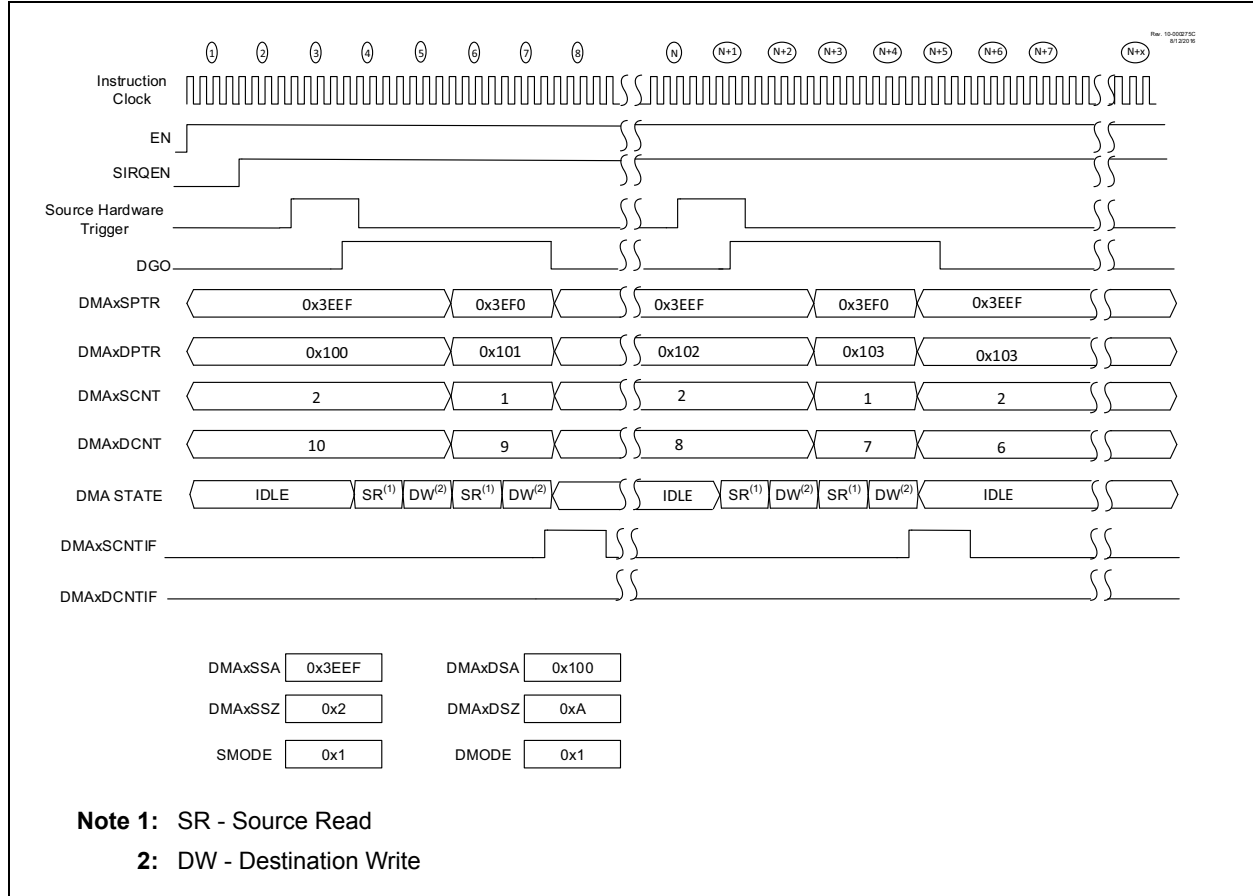 Rev. 10-000275C
8/12/2016
1 2 3 4 5 6 7 8 N N+1 N+2 N+3 N+4 N+5 N+6 N+7 N+x
Instruction
Clock
EN
SIRQEN
Source Hardware
Trigger
DGO
DMAxSPTR 0x3EEF 0x3EF0 0x3EEF 0x3EF0 0x3EEF
DMAxDPTR 0x100 0x101 0x102 0x103 0x103
DMAxSCNT 2 1 2 1 2
DMAxDCNT 10 9 8 7 6
DMA STATE IDLE SR(1) DW(2) SR(1) DW(2) IDLE SR(1) DW(2) SR(1) DW(2) IDLE
DMAxSCNTIF
DMAxDCNTIF
DMAxSSA 0x3EEF DMAxDSA 0x100
DMAxSSZ 0x2 DMAxDSZ 0xA
SMODE 0x1 DMODE 0x1
Note 1: SR - Source Read
2: DW - Destination Write